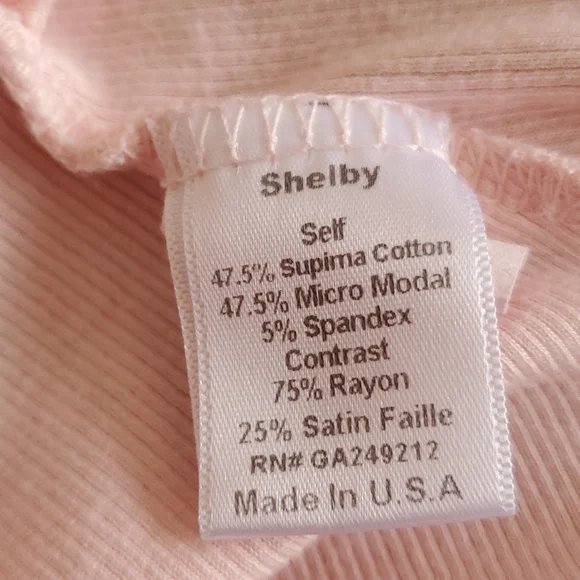 Shelby
Self
47.5% Supima Cotton
47.5% Micro Modal
5% Spandex
Contrast
75% Rayon
25% Satin Faille
RN# GA249212
Made In U.S.A